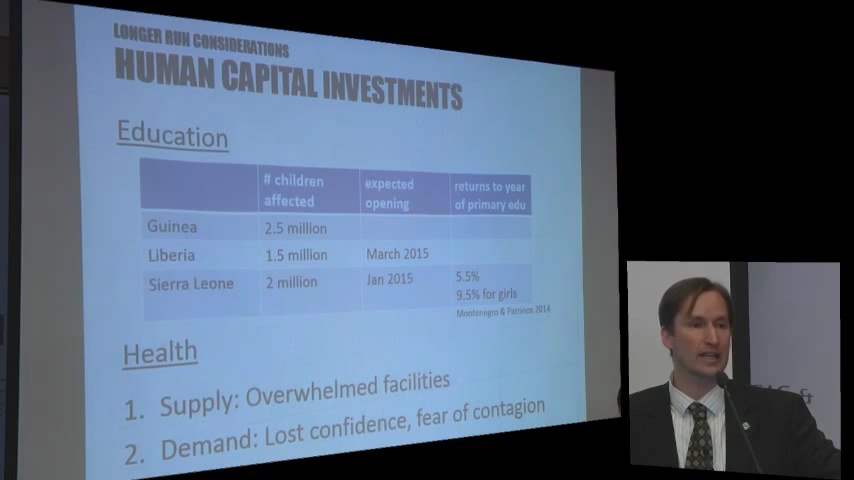 LONGER RUN CONSIDERATIONS
HUMAN CAPITAL INVESTMENTS
Education
# children affected expected opening returns to year of primary edu
Guinea 2.5 million
Liberia 1.5 million March 2015
Sierra Leone 2 million Jan 2015 5.5%
9.5% for girls
Montenegro & Patrinos 2014
Health
1. Supply: Overwhelmed facilities
2. Demand: Lost confidence, fear of contagion